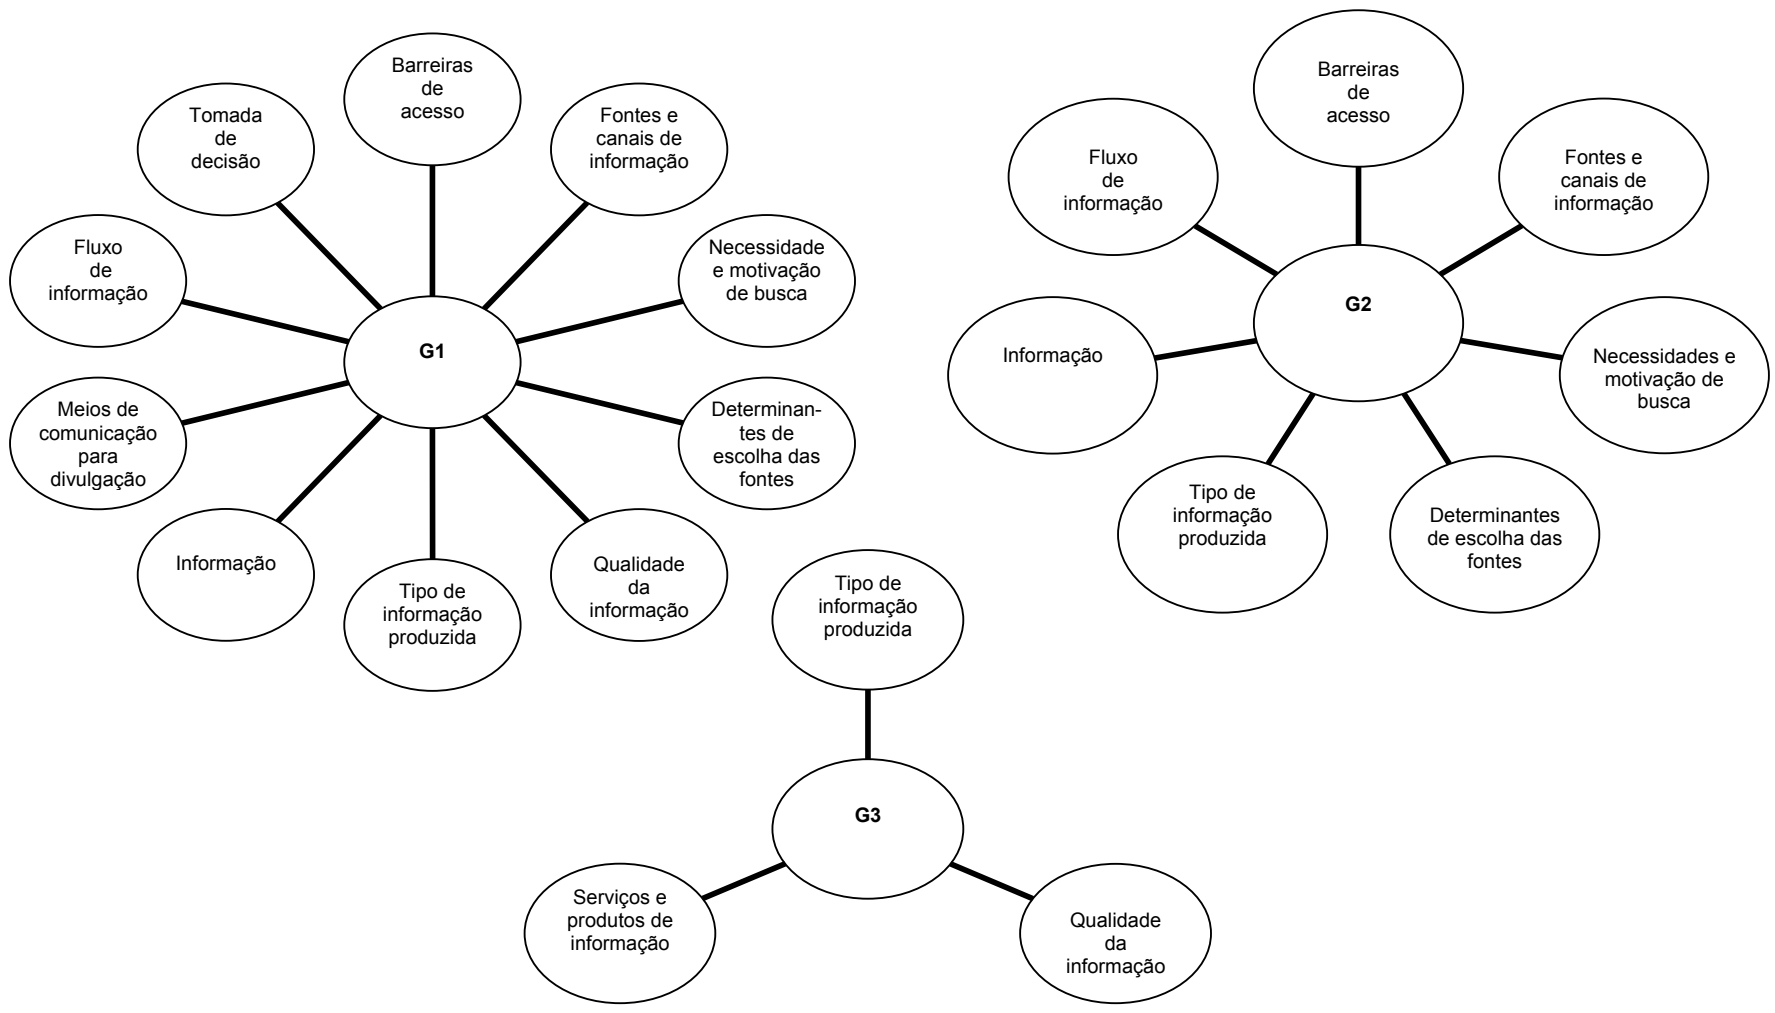 Barreiras
de
acesso
Tomada
de
decisão
Fontes e
canais de
informação
Fluxo
de
informação
Necessidade
e motivação
de busca
G1
Meios de
comunicação
para
divulgação
Determinan-
tes de
escolha das
fontes
Informação
Tipo de
informação
produzida
Qualidade
da
informação
Barreiras
de
acesso
Fluxo
de
informação
Fontes e
canais de
informação
G2
Informação
Necessidades e
motivação de
busca
Tipo de
informação
produzida
Determinantes
de escolha das
fontes
Tipo de
informação
produzida
G3
Serviços e
produtos de
informação
Qualidade
da
informação